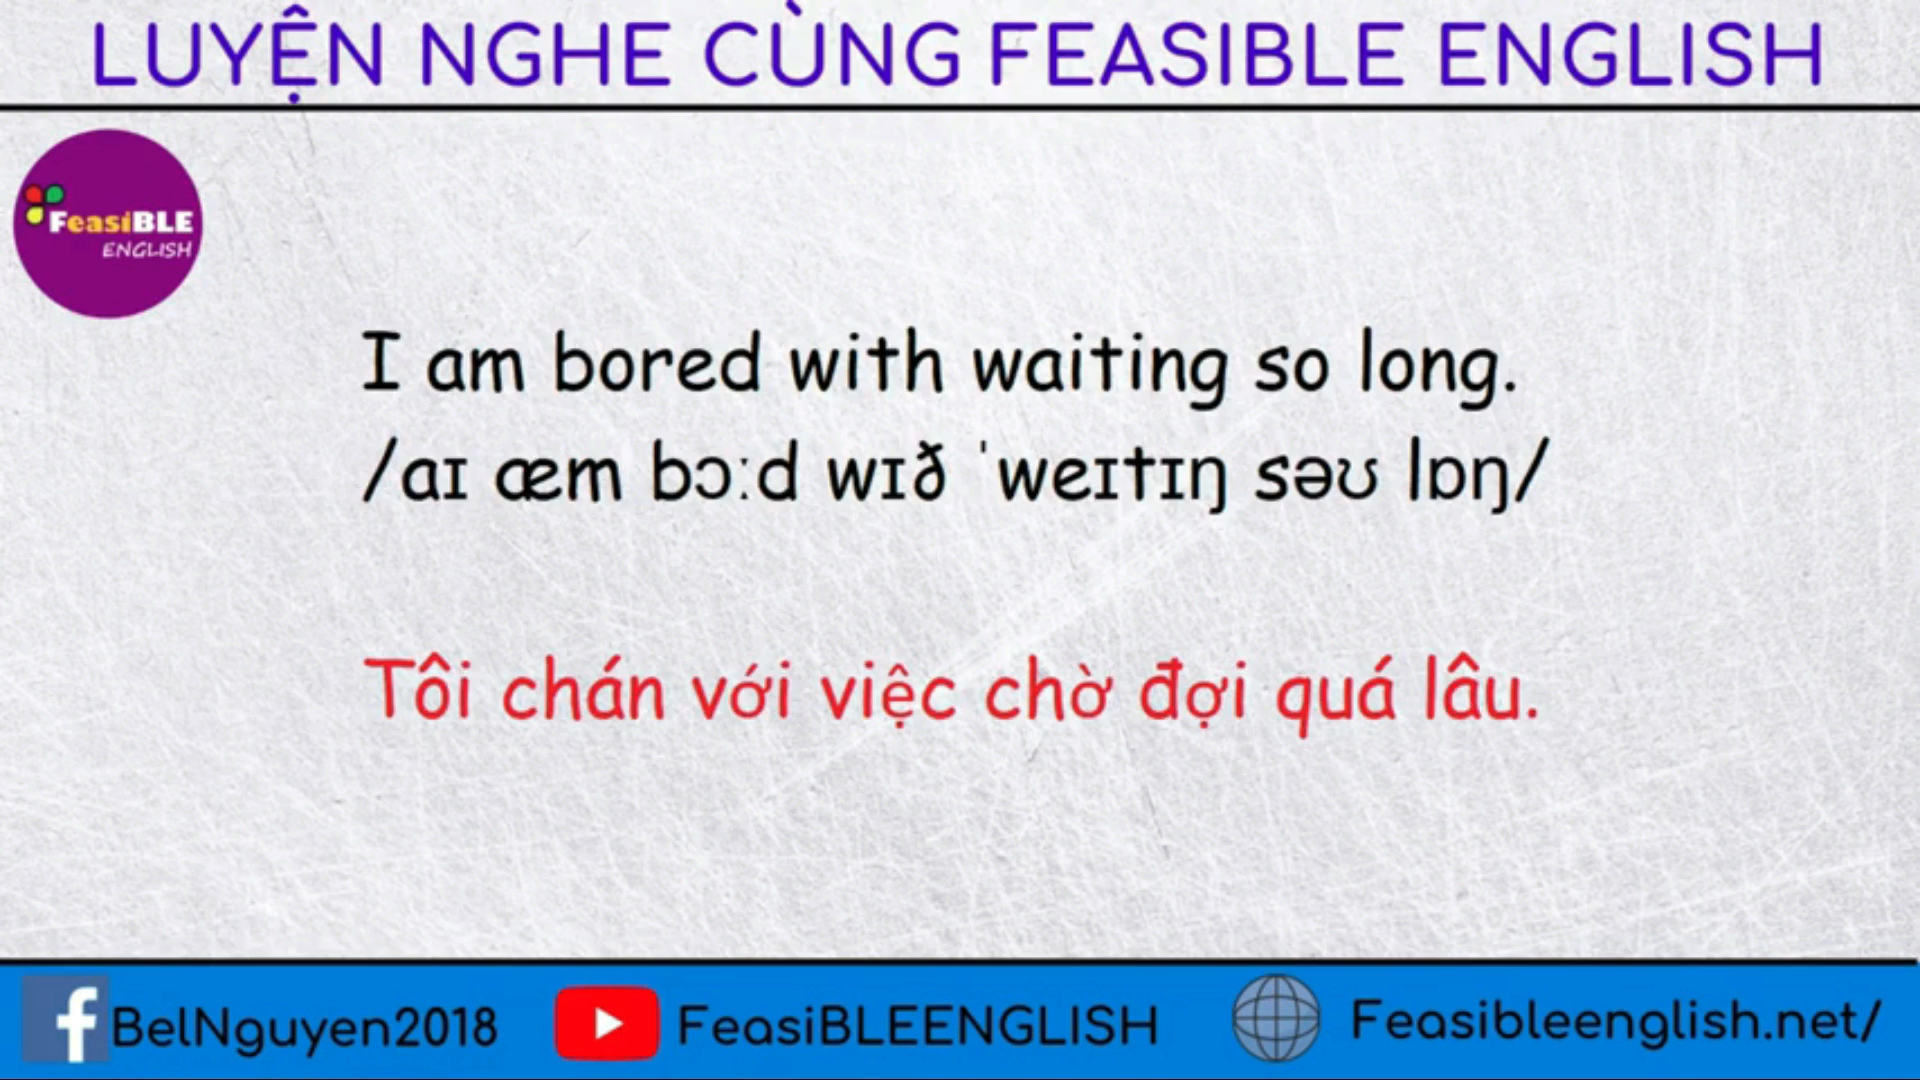 LUYỆN NGHE CÙNG FEASIBLE ENGLISH
FeasiBLE
ENGLISH
I am bored with waiting so long.
/aɪ æm bɔːd wɪð ˈweɪtɪŋ səʊ lɒŋ/
Tôi chán với việc chờ đợi quá lâu.
BelNguyen2018
FeasiBLEENGLISH
Feasibleenglish.net/